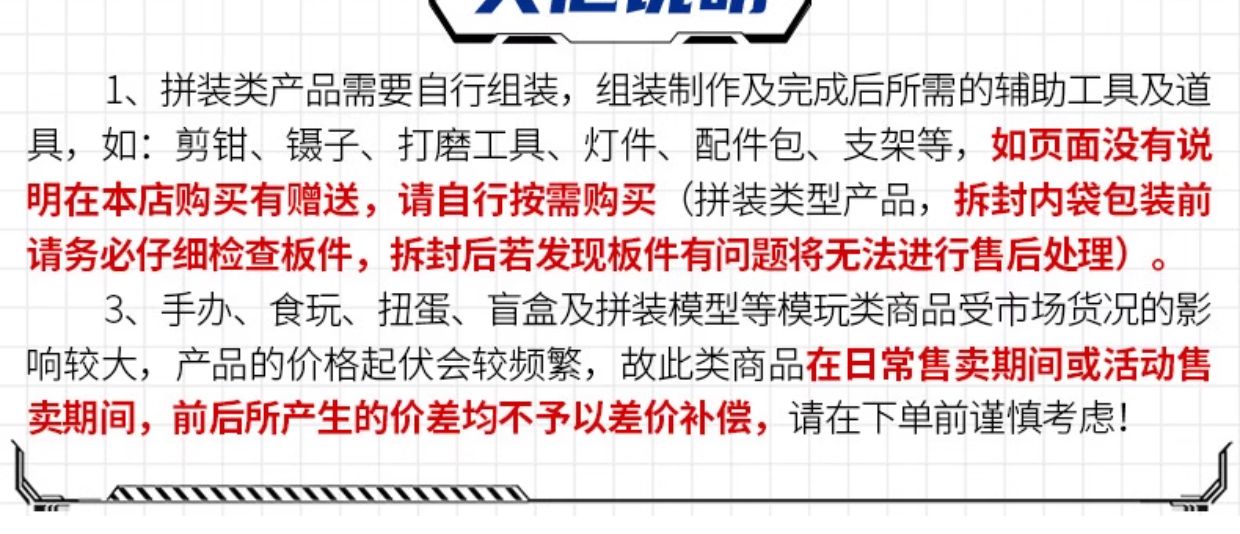 说明
1、拼装类产品需要自行组装，组装制作及完成后所需的辅助工具及道
具，如：剪钳、镊子、打磨工具、灯件、配件包、支架等，如页面没有说
明在本店购买有赠送，请自行按需购买（拼装类型产品，拆封内袋包装前
请务必仔细检查板件，拆封后若发现板件有问题将无法进行售后处理）。
3、手办、食玩、扭蛋、盲盒及拼装模型等模玩类商品受市场货况的影
响较大，产品的价格起伏会较频繁，故此类商品在日常售卖期间或活动售
卖期间，前后所产生的价差均不予以差价补偿，请在下单前谨慎考虑！